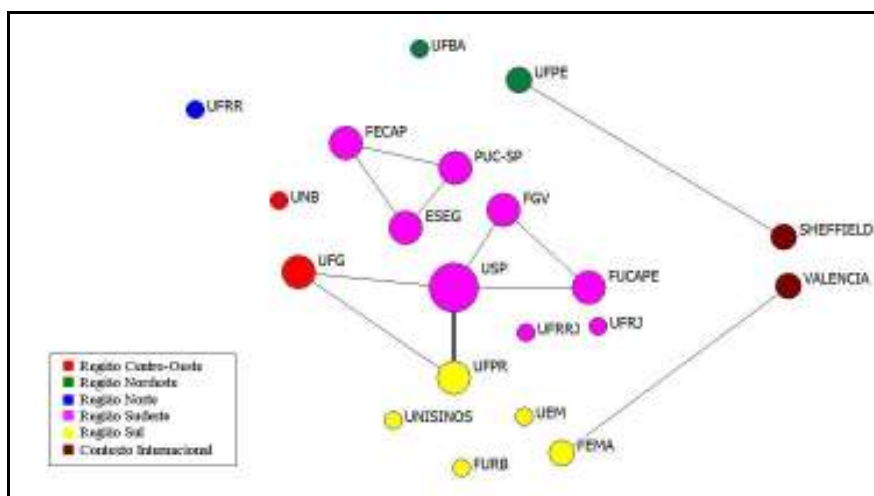 UFBA
UFPE
UFRR
FECAP
PUC-SP
UNB
ESEG
FGV
SHEFFIELD
UFG
USP
FUCAPE
VALENCIA
UFRRJ
UFRJ
UFPR
UNISINOS
UEM
FURB
FEMA
Região Centro-Oeste
Região Nordeste
Região Norte
Região Sudeste
Região Sul
Contexto Internacional